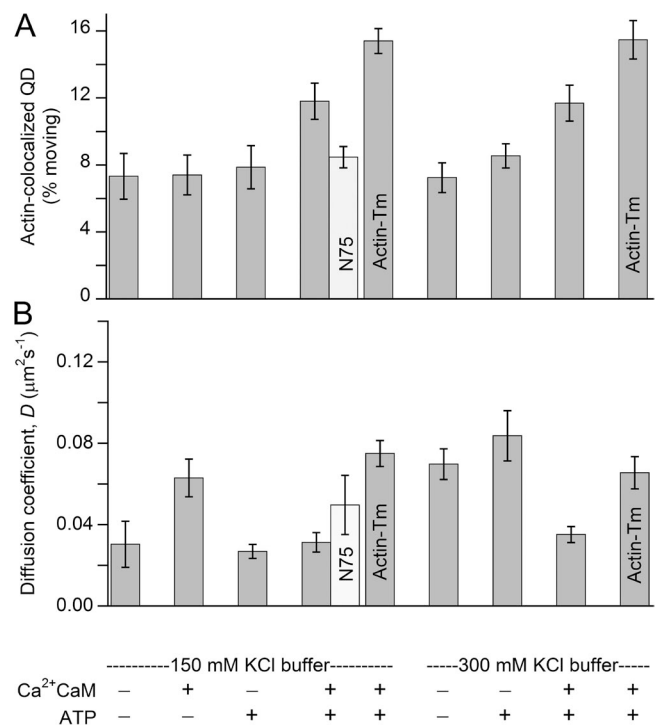 A
16
12
8
4
0
Actin-colocalized QD
(% moving)
N75
Actin-Tm
Actin-Tm
B
0.12
0.08
0.04
0.00
Diffusion coefficient, D (μm²s⁻¹)
N75
Actin-Tm
Actin-Tm
----------150 mM KCl buffer---------- -----300 mM KCl buffer-----
Ca²⁺CaM – + – + + – – + +
ATP – – + + + – + + +